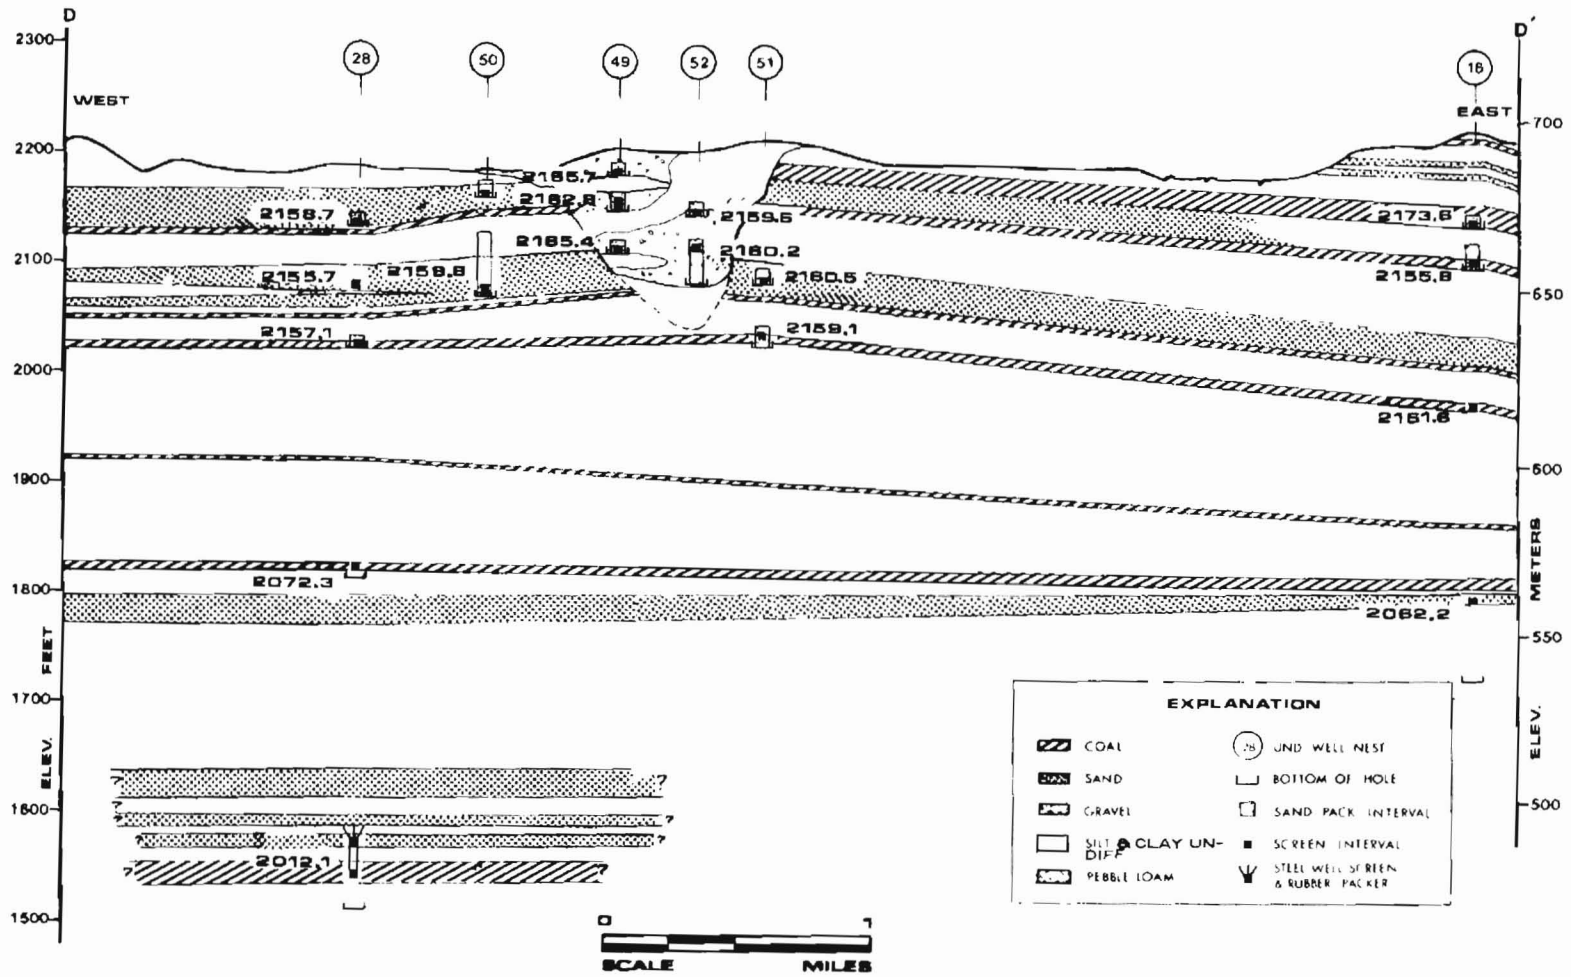 D
D'
2300
28
50
49
52
51
18
WEST
EAST
700
2200
2165.7
2158.7
2162.8
2159.6
2173.6
2165.4
2160.2
2100
2155.7
2159.8
2160.5
2155.8
650
2157.1
2159.1
2000
2161.6
1900
600
METERS
2072.3
1800
2062.2
550
FEET
1700
ELEV.
ELEV.
EXPLANATION
COAL
28 UND WELL NEST
SAND
BOTTOM OF HOLE
GRAVEL
SAND PACK INTERVAL
SILT & CLAY UN-
DIFF
SCREEN INTERVAL
PEBBLE LOAM
STEEL WELL SCREEN
& RUBBER PACKER
? ?
? ?
1600
500
? ?
2012.1
? ?
1500
0 1
SCALE MILES